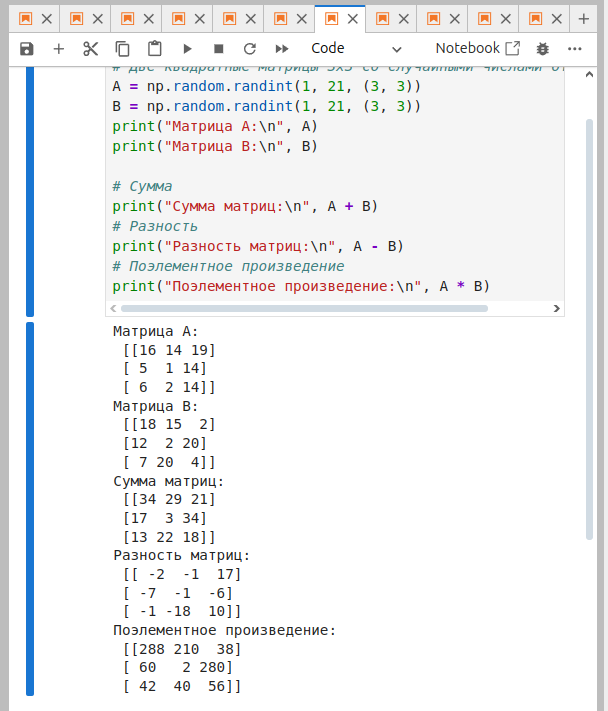 Code
Notebook
# Две квадратные матрицы 3x3 со случайными числами
A = np.random.randint(1, 21, (3, 3))
B = np.random.randint(1, 21, (3, 3))
print("Матрица A:\n", A)
print("Матрица B:\n", B)
# Сумма
print("Сумма матриц:\n", A + B)
# Разность
print("Разность матриц:\n", A - B)
# Поэлементное произведение
print("Поэлементное произведение:\n", A * B)
Матрица A:
[[16 14 19]
[ 5  1 14]
[ 6  2 14]]
Матрица B:
[[18 15  2]
[12  2 20]
[ 7 20  4]]
Сумма матриц:
[[34 29 21]
[17  3 34]
[13 22 18]]
Разность матриц:
[[ -2  -1  17]
[ -7  -1  -6]
[ -1 -18  10]]
Поэлементное произведение:
[[288 210  38]
[ 60   2 280]
[ 42  40  56]]